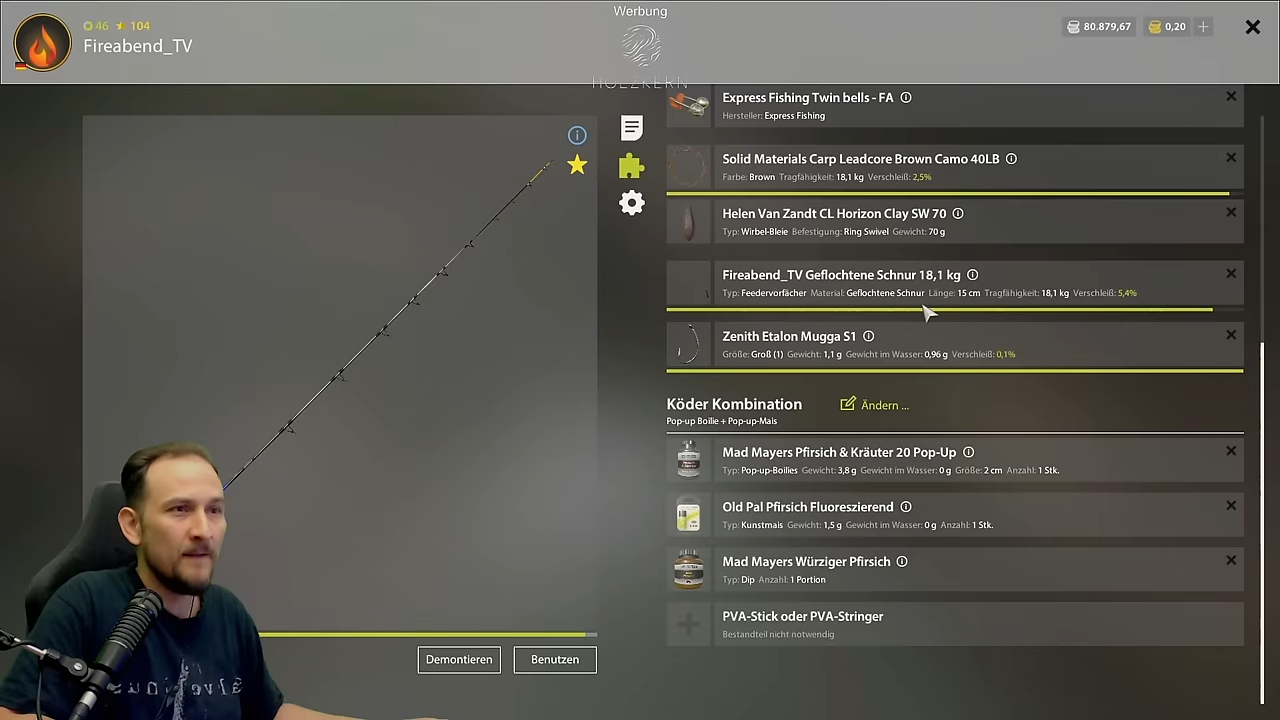 Werbung
46 104
Fireabend_TV
HOLZKERN
80.879,67
0,20
Express Fishing Twin bells - FA
Hersteller: Express Fishing
Solid Materials Carp Leadcore Brown Camo 40LB
Farbe: Brown Tragfähigkeit: 18,1 kg Verschleiß: 2,5%
Helen Van Zandt CL Horizon Clay SW 70
Typ: Wirbel-Bleie Befestigung: Ring Swivel Gewicht: 70 g
Fireabend_TV Geflochtene Schnur 18,1 kg
Typ: Feedervorfächer Material: Geflochtene Schnur Länge: 15 cm Tragfähigkeit: 18,1 kg Verschleiß: 5,4%
Zenith Etalon Mugga S1
Größe: Groß (1) Gewicht: 1,1 g Gewicht im Wasser: 0,96 g Verschleiß: 0,1%
Köder Kombination
Ändern ...
Pop-up Boilie + Pop-up-Mais
Mad Mayers Pfirsich & Kräuter 20 Pop-Up
Typ: Pop-up-Boilies Gewicht: 3,8 g Gewicht im Wasser: 0 g Größe: 2 cm Anzahl: 1 Stk.
Old Pal Pfirsich Fluoreszierend
Typ: Kunstmais Gewicht: 1,5 g Gewicht im Wasser: 0 g Anzahl: 1 Stk.
Mad Mayers Würziger Pfirsich
Typ: Dip Anzahl: 1 Portion
PVA-Stick oder PVA-Stringer
Bestandteil nicht notwendig
Demontieren
Benutzen